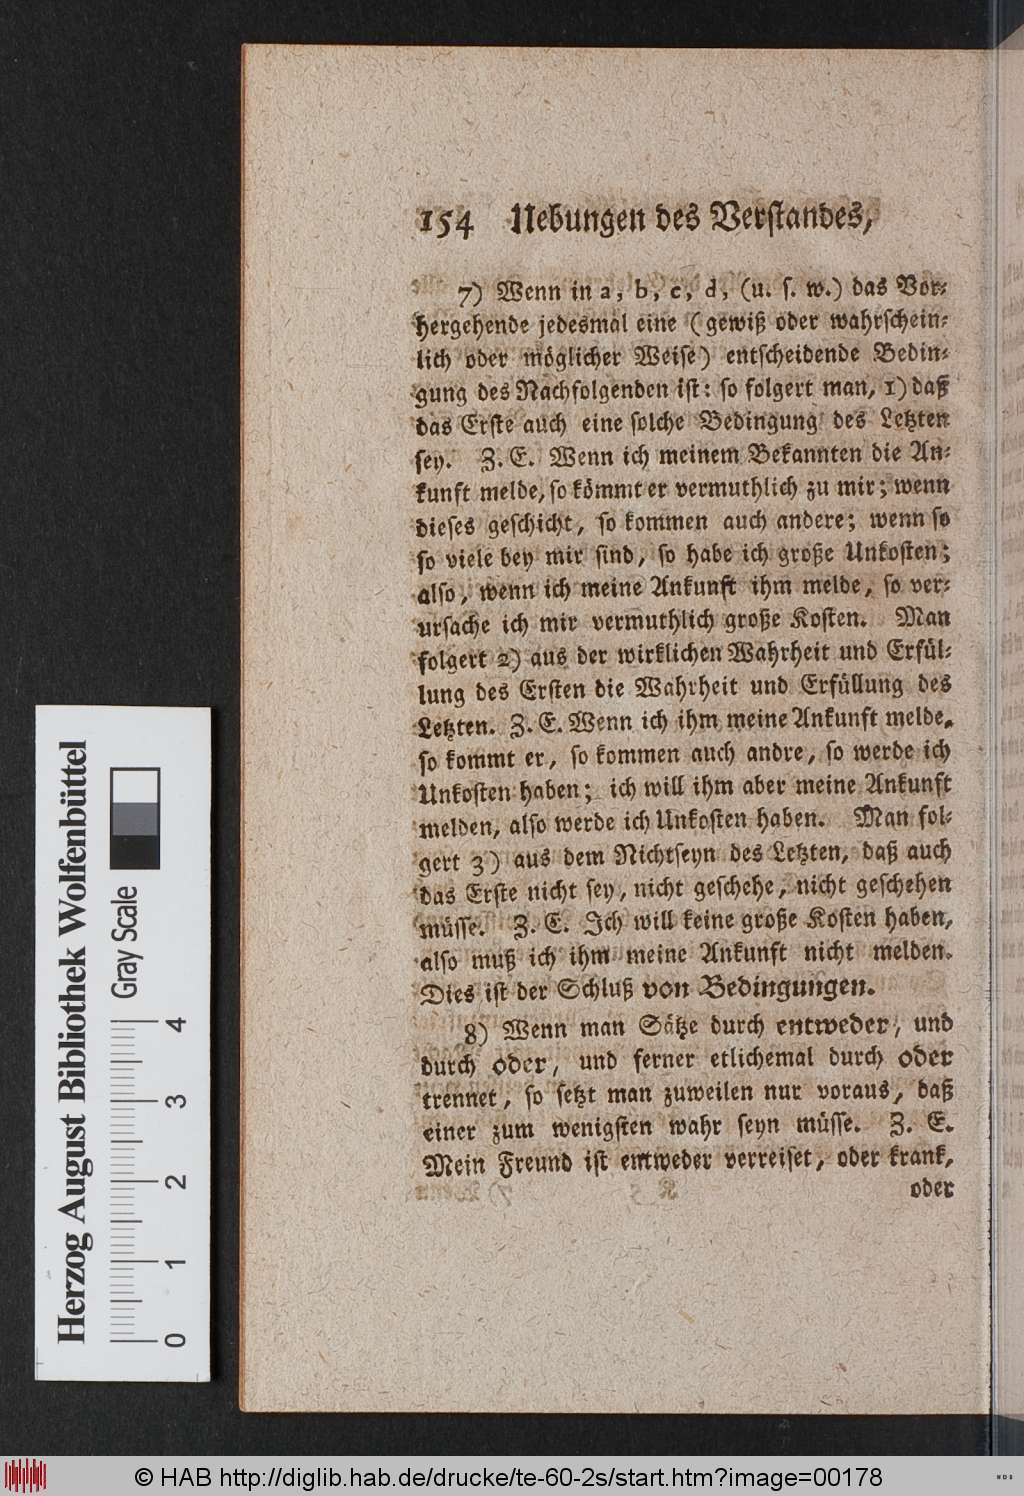 154 Uebungen des Verstandes,
7) Wenn in a, b, c, d, (u. s. w.) das Vor-
hergehende jedesmal eine (gewiß oder wahrschein-
lich oder möglicher Weise) entscheidende Bedin-
gung des Nachfolgenden ist: so folgert man, 1) daß
das Erste auch eine solche Bedingung des Letzten
sey. Z. E. Wenn ich meinem Bekannten die An-
kunft melde, so kömmt er vermuthlich zu mir; wenn
dieses geschicht, so kommen auch andere; wenn so
so viele bey mir sind, so habe ich große Unkosten;
also, wenn ich meine Ankunft ihm melde, so ver-
ursache ich mir vermuthlich große Kosten. Man
folgert 2) aus der wirklichen Wahrheit und Erfül-
lung des Ersten die Wahrheit und Erfüllung des
Letzten. Z. E. Wenn ich ihm meine Ankunft melde,
so kommt er, so kommen auch andre, so werde ich
Unkosten haben; ich will ihm aber meine Ankunft
melden, also werde ich Unkosten haben. Man fol-
gert 3) aus dem Nichtseyn des Letzten, daß auch
das Erste nicht sey, nicht geschehe, nicht geschehen
müsse. Z. E. Ich will keine große Kosten haben,
also muß ich ihm meine Ankunft nicht melden.
Dies ist der Schluß von Bedingungen.
8) Wenn man Sätze durch entweder, und
durch oder, und ferner etlichemal durch oder
trennet, so setzt man zuweilen nur voraus, daß
einer zum wenigsten wahr seyn müsse. Z. E.
Mein Freund ist entweder verreiset, oder krank,
oder
Herzog August Bibliothek Wolfenbüttel
Gray Scale
0 1 2 3 4
© HAB http://diglib.hab.de/drucke/te-60-2s/start.htm?image=00178